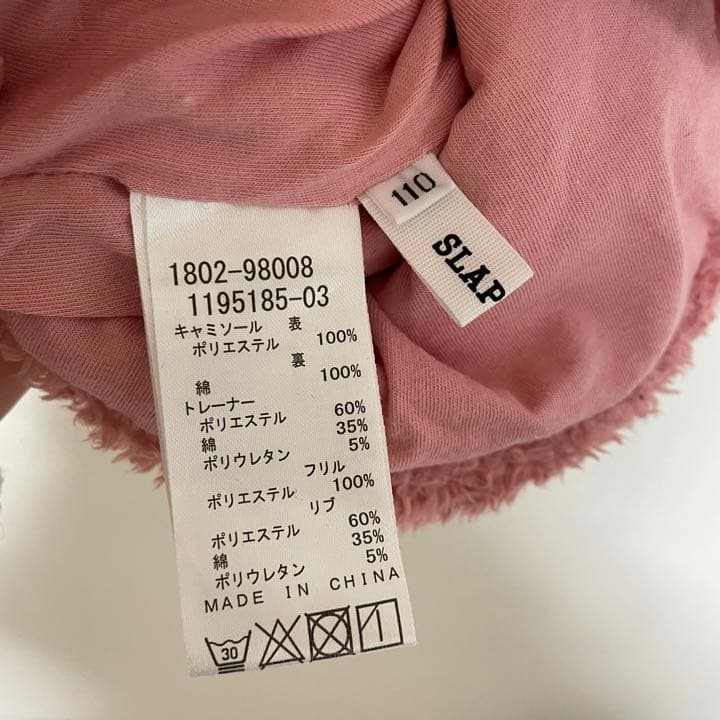 110
SLAP
1802-98008
1195185-03
キャミソール 表
ポリエステル 100%
裏
綿 100%
トレーナー
ポリエステル 60%
綿 35%
ポリウレタン 5%
フリル
ポリエステル 100%
リブ
ポリエステル 60%
綿 35%
ポリウレタン 5%
MADE IN CHINA
30